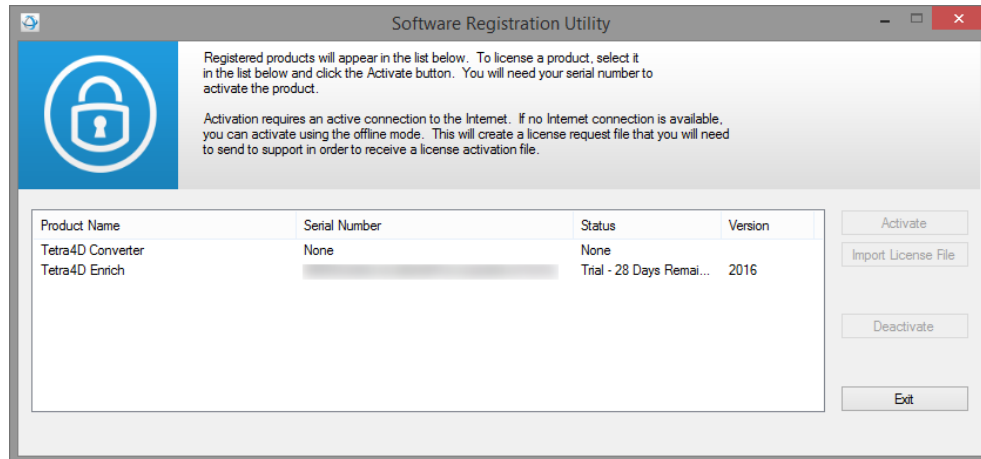 Software Registration Utility
Registered products will appear in the list below. To license a product, select it
in the list below and click the Activate button. You will need your serial number to
activate the product.
Activation requires an active connection to the Internet. If no Internet connection is available,
you can activate using the offline mode. This will create a license request file that you will need
to send to support in order to receive a license activation file.
Product Name Serial Number Status Version
Tetra4D Converter None None
Tetra4D Enrich Trial - 28 Days Remai... 2016
Activate
Import License File
Deactivate
Exit